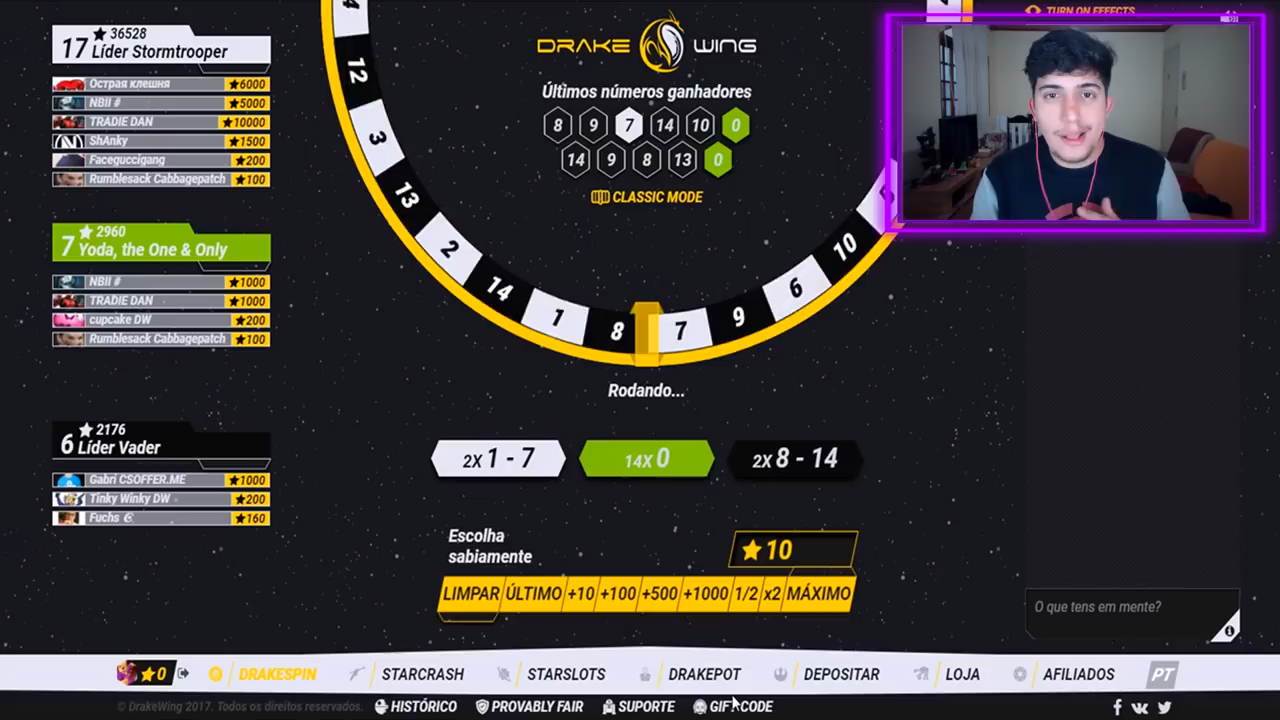 17 ★ 36528
Líder Stormtrooper
Острая клешня ★6000
NBII # ★5000
TRADIE DAN ★10000
ShAnky ★1500
Faceguccigang ★200
Rumblesack Cabbagepatch ★100
7 ★ 2960
Yoda, the One & Only
NBII # ★1000
TRADIE DAN ★1000
cupcake DW ★200
Rumblesack Cabbagepatch ★100
6 ★ 2176
Líder Vader
Gabri CSOFFER.ME ★1000
Tinky Winky DW ★200
Fuchs ★160
DRAKE WING
Últimos números ganhadores
8 9 7 14 10 0
14 9 8 13 0
CLASSIC MODE
12 3 13 2 14 1 8 7 9 6 10
Rodando...
2X 1 - 7
14X 0
2X 8 - 14
Escolha
sabiamente
★10
LIMPAR ÚLTIMO +10 +100 +500 +1000 1/2 x2 MÁXIMO
TURN ON EFFECTS
O que tens em mente?
★0 DRAKESPIN STARCRASH STARSLOTS DRAKEPOT DEPOSITAR LOJA AFILIADOS PT
© DrakeWing 2017. Todos os direitos reservados. HISTÓRICO PROVABLY FAIR SUPORTE GIFTCODE